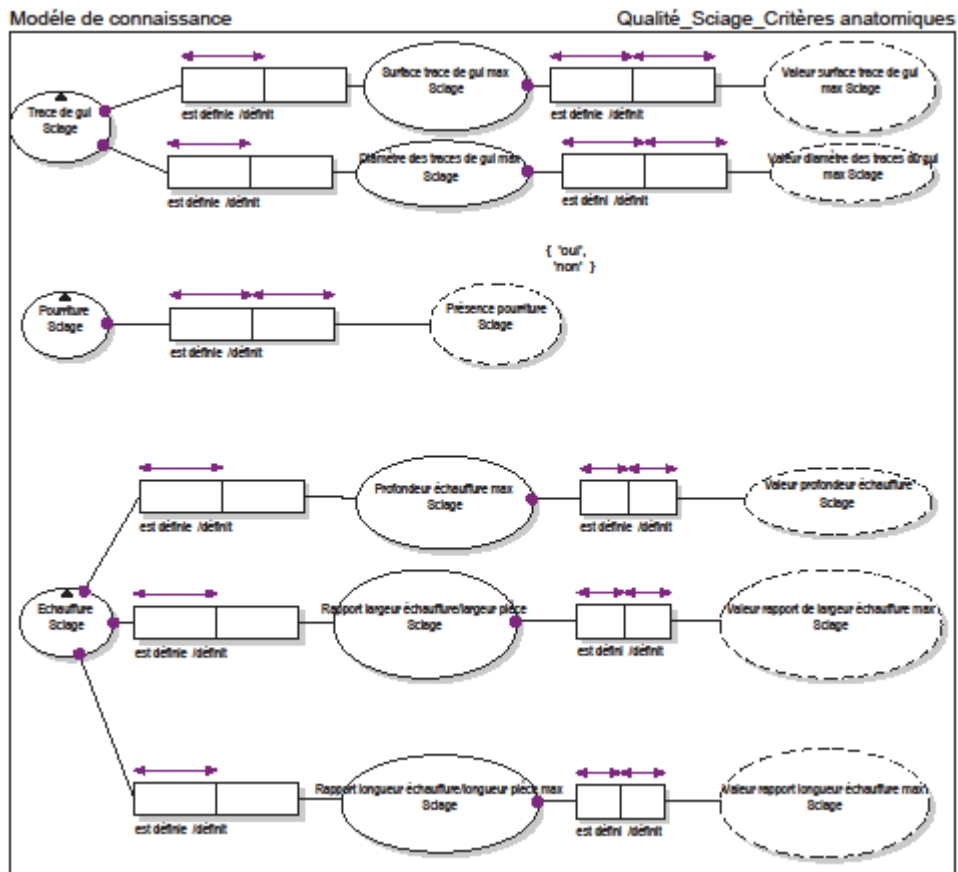 Modéle de connaissance
Qualité_Sciage_Critères anatomiques
Trace de gui
Sciage
est définie /définit
Surface trace de gui max
Sciage
est définie /définit
Valeur surface trace de gui
max Sciage
est définie /définit
Diamètre des traces de gui max
Sciage
est défini /définit
Valeur diamètre des traces du gui
max Sciage
{ 'oui',
'non' }
Pourriture
Sciage
est définie /définit
Présence pourriture
Sciage
est définie /définit
Profondeur échauffure max
Sciage
est définie /définit
Valeur profondeur échauffure
Sciage
Echauffure
Sciage
est définie /définit
Rapport largeur échauffure/largeur pièce
Sciage
est défini /définit
Valeur rapport de largeur échauffure max
Sciage
est définie /définit
Rapport longueur échauffure/longueur pièce max
Sciage
est défini /définit
Valeur rapport longueur échauffure max
Sciage